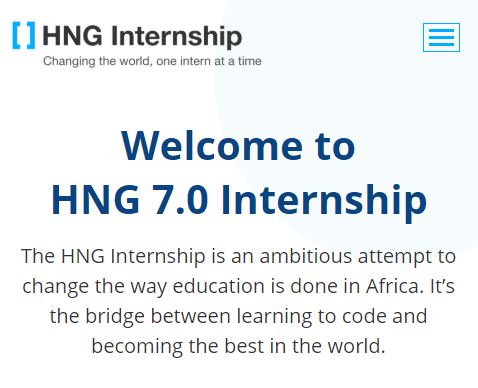 [ ] HNG Internship
Changing the world, one intern at a time
Welcome to
HNG 7.0 Internship
The HNG Internship is an ambitious attempt to
change the way education is done in Africa. It’s
the bridge between learning to code and
becoming the best in the world.